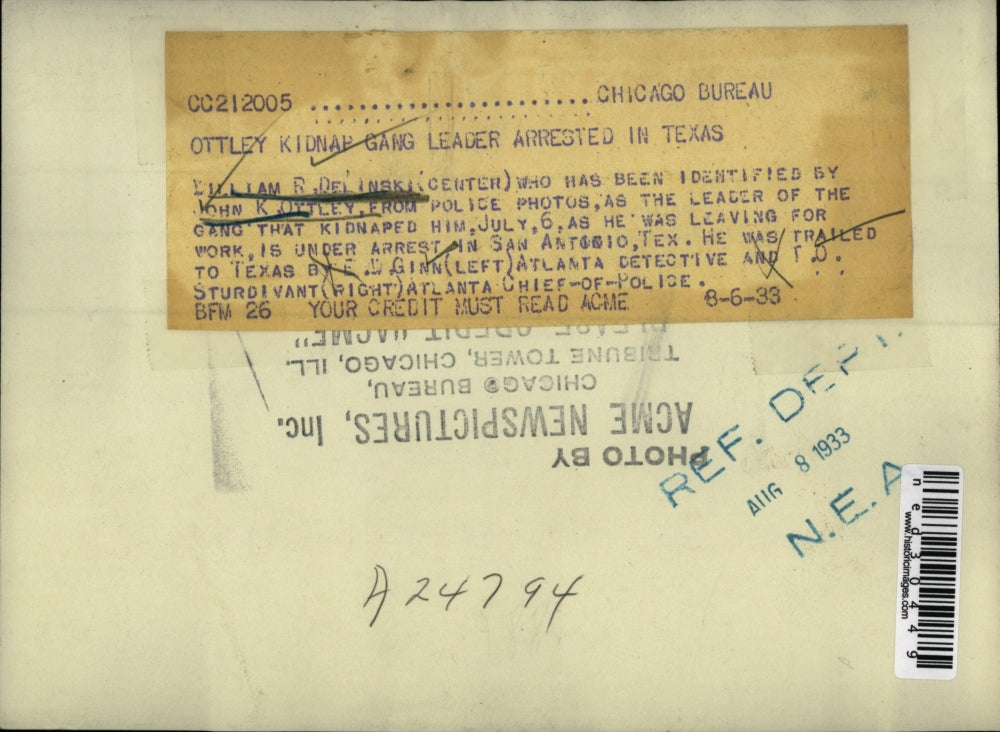 CC212005 ........................ CHICAGO BUREAU
OTTLEY KIDNAP GANG LEADER ARRESTED IN TEXAS
WILLIAM R.DELINSKI(CENTER)WHO HAS BEEN IDENTIFIED BY
JOHN K.OTTLEY,FROM POLICE PHOTOS,AS THE LEADER OF THE
GANG THAT KIDNAPED HIM,JULY,6,AS HE WAS LEAVING FOR
WORK,IS UNDER ARREST IN SAN ANTONIO,TEX. HE WAS TRAILED
TO TEXAS BY E. GINN(LEFT)ATLANTA DETECTIVE AND T.O.
STURDIVANT(RIGHT)ATLANTA CHIEF-OF-POLICE.
BFM 26 YOUR CREDIT MUST READ ACME 8-6-33
PHOTO BY
ACME NEWSPICTURES, Inc.
CHICAGO BUREAU,
TRIBUNE TOWER, CHICAGO, ILL.
PLEASE CREDIT "ACME"
REF. DEPT.
AUG 8 1933
N.E.A
A24794
ned30449
www.historicimages.com